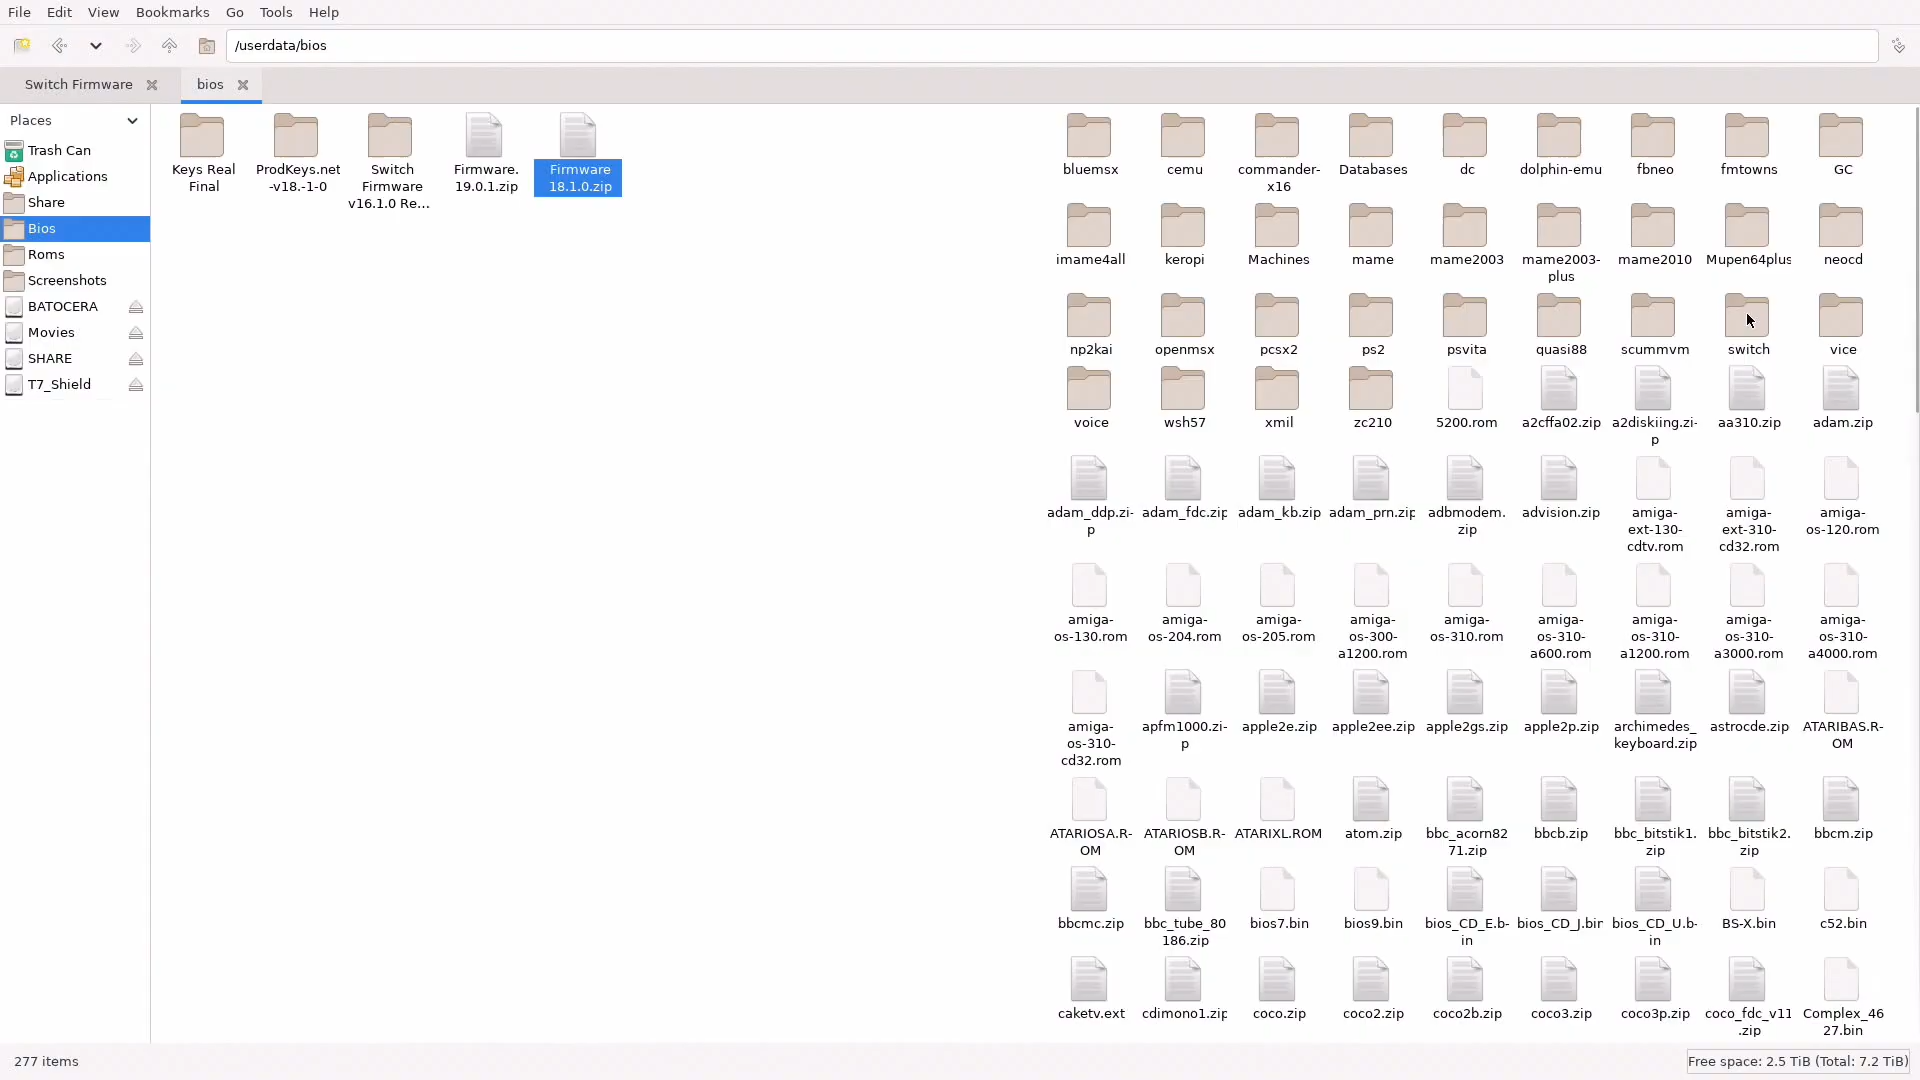 File Edit View Bookmarks Go Tools Help
/userdata/bios
Switch Firmware
bios
Places
Trash Can
Applications
Share
Bios
Roms
Screenshots
BATOCERA
Movies
SHARE
T7_Shield
Keys Real
Final
ProdKeys.net
-v18.-1-0
Switch
Firmware
v16.1.0 Re...
Firmware.
19.0.1.zip
Firmware
18.1.0.zip
bluemsx
cemu
commander-
x16
Databases
dc
dolphin-emu
fbneo
fmtowns
GC
imame4all
keropi
Machines
mame
mame2003
mame2003-
plus
mame2010
Mupen64plus
neocd
np2kai
openmsx
pcsx2
ps2
psvita
quasi88
scummvm
switch
vice
voice
wsh57
xmil
zc210
5200.rom
a2cffa02.zip
a2diskiing.zi-
p
aa310.zip
adam.zip
adam_ddp.zi-
p
adam_fdc.zip
adam_kb.zip
adam_prn.zip
adbmodem.
zip
advision.zip
amiga-
ext-130-
cdtv.rom
amiga-
ext-310-
cd32.rom
amiga-
os-120.rom
amiga-
os-130.rom
amiga-
os-204.rom
amiga-
os-205.rom
amiga-
os-300-
a1200.rom
amiga-
os-310.rom
amiga-
os-310-
a600.rom
amiga-
os-310-
a1200.rom
amiga-
os-310-
a3000.rom
amiga-
os-310-
a4000.rom
amiga-
os-310-
cd32.rom
apfm1000.zi-
p
apple2e.zip
apple2ee.zip
apple2gs.zip
apple2p.zip
archimedes_
keyboard.zip
astrocde.zip
ATARIBAS.R-
OM
ATARIOSA.R-
OM
ATARIOSB.R-
OM
ATARIXL.ROM
atom.zip
bbc_acorn82
71.zip
bbcb.zip
bbc_bitstik1.
zip
bbc_bitstik2.
zip
bbcm.zip
bbcmc.zip
bbc_tube_80
186.zip
bios7.bin
bios9.bin
bios_CD_E.b-
in
bios_CD_J.bin
bios_CD_U.b-
in
BS-X.bin
c52.bin
caketv.ext
cdimono1.zip
coco.zip
coco2.zip
coco2b.zip
coco3.zip
coco3p.zip
coco_fdc_v11
.zip
Complex_46
27.bin
277 items
Free space: 2.5 TiB (Total: 7.2 TiB)